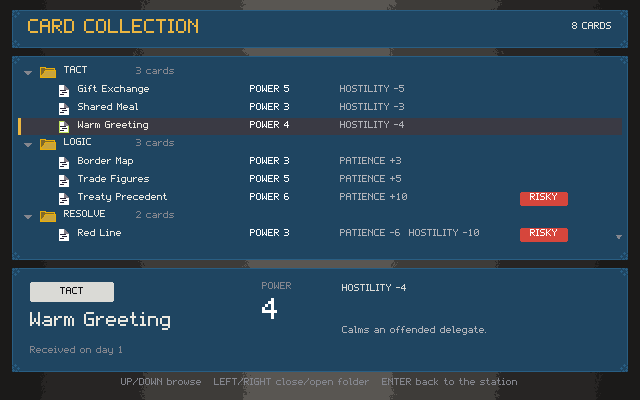 CARD COLLECTION 8 CARDS
TACT 3 cards
Gift Exchange POWER 5 HOSTILITY -5
Shared Meal POWER 3 HOSTILITY -3
Warm Greeting POWER 4 HOSTILITY -4
LOGIC 3 cards
Border Map POWER 3 PATIENCE +3
Trade Figures POWER 5 PATIENCE +5
Treaty Precedent POWER 6 PATIENCE +10 RISKY
RESOLVE 2 cards
Red Line POWER 3 PATIENCE -6 HOSTILITY -10 RISKY
TACT POWER HOSTILITY -4
Warm Greeting 4
Calms an offended delegate.
Received on day 1
UP/DOWN browse LEFT/RIGHT close/open folder ENTER back to the station